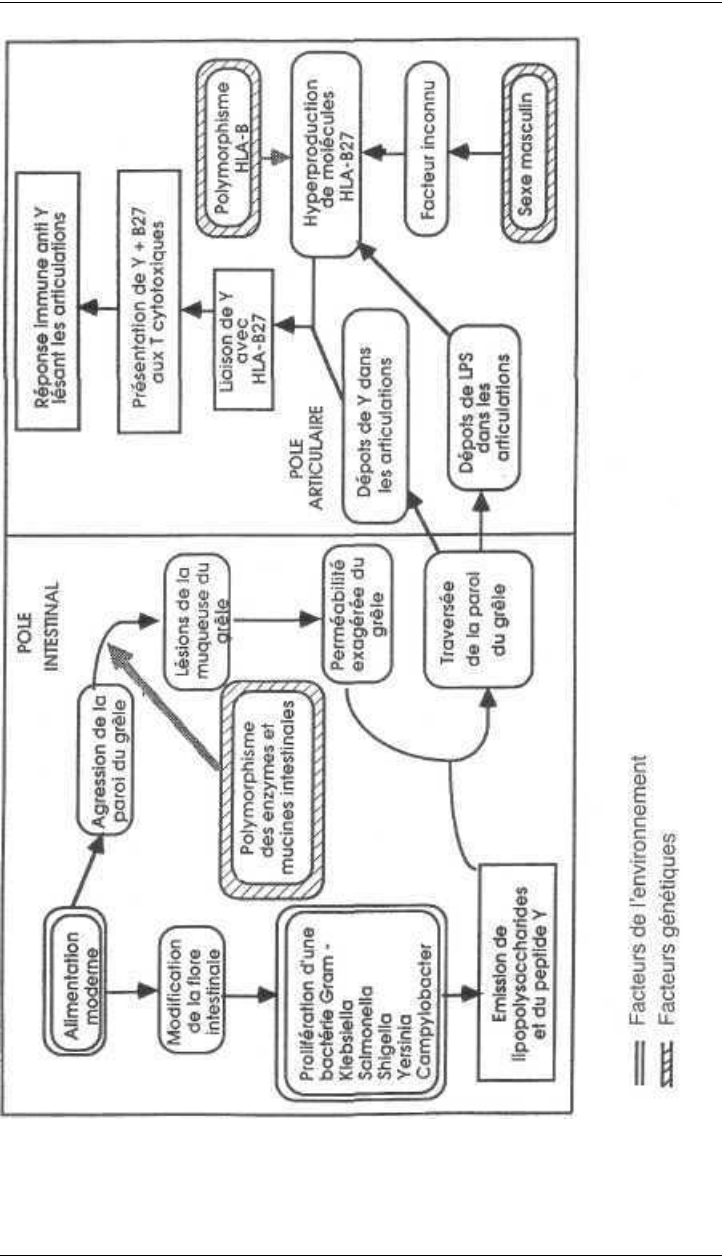 POLE
INTESTINAL
Alimentation
moderne
Agression de la
paroi du grêle
Modification
de la flore
intestinale
Lésions de la
muqueuse du
grêle
Polymorphisme
des enzymes et
mucines intestinales
Prolifération d'une
bactérie Gram -
Klebsiella
Salmonella
Shigella
Yersinia
Campylobacter
Perméabilité
exagérée du
grêle
Emission de
lipopolysaccharides
et du peptide Y
Traversée
de la paroi
du grêle
POLE
ARTICULAIRE
Réponse immune anti Y
lésant les articulations
Présentation de Y + B27
aux T cytotoxiques
Liaison de Y
avec
HLA-B27
Polymorphisme
HLA-B
Hyperproduction
de molécules
HLA-B27
Dépots de Y dans
les articulations
Facteur inconnu
Dépots de LPS
dans les
articulations
Sexe masculin
Facteurs de l'environnement
Facteurs génétiques